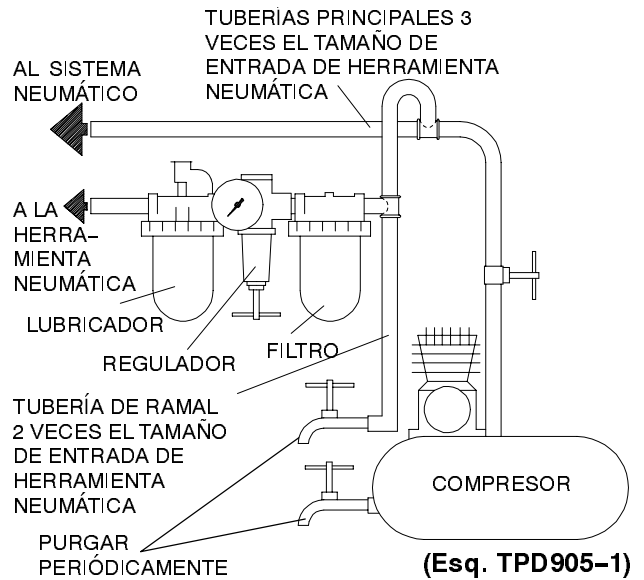 TUBERÍAS PRINCIPALES 3
VECES EL TAMAÑO DE
ENTRADA DE HERRAMIENTA
NEUMÁTICA
AL SISTEMA
NEUMÁTICO
A LA
HERRA–
MIENTA
NEUMÁTICA
LUBRICADOR
REGULADOR
FILTRO
TUBERÍA DE RAMAL
2 VECES EL TAMAÑO
DE ENTRADA DE
HERRAMIENTA
NEUMÁTICA
COMPRESOR
PURGAR
PERIÓDICAMENTE
(Esq. TPD905–1)